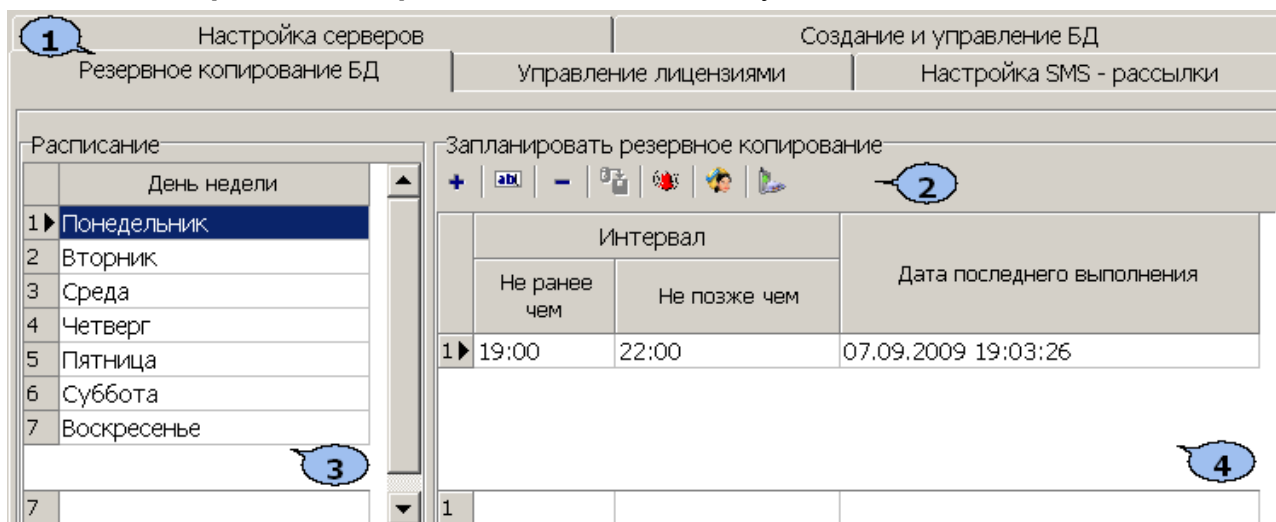 1
Настройка серверов
Создание и управление БД
Резервное копирование БД
Управление лицензиями
Настройка SMS - рассылки
Расписание
День недели
1 Понедельник
2 Вторник
3 Среда
4 Четверг
5 Пятница
6 Суббота
7 Воскресенье
3
7
Запланировать резервное копирование
ab
2
Интервал
Дата последнего выполнения
Не ранее
чем
Не позже чем
1 19:00 22:00 07.09.2009 19:03:26
4
1